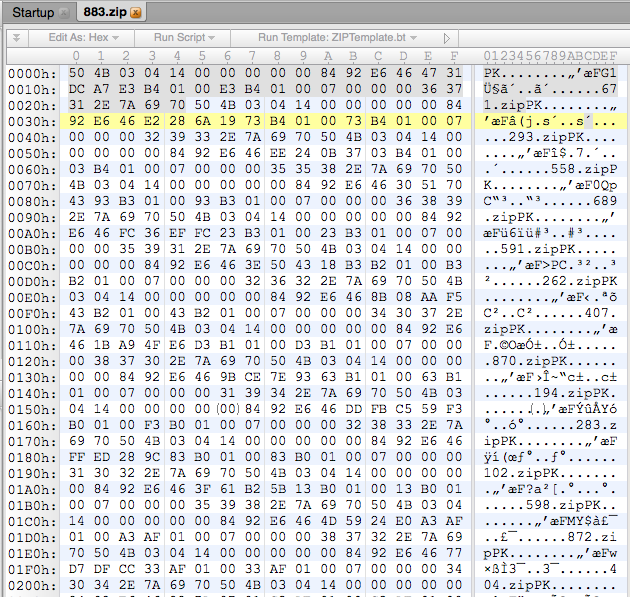 Startup
883.zip
Edit As: Hex Run Script Run Template: ZIPTemplate.bt
0 1 2 3 4 5 6 7 8 9 A B C D E F 0123456789ABCDEF
0000h: 50 4B 03 04 14 00 00 00 00 00 84 92 E6 46 47 31 PK........„’æFG1
0010h: DC A7 E3 B4 01 00 E3 B4 01 00 07 00 00 00 36 37 Ü§ã´..ã´......67
0020h: 31 2E 7A 69 70 50 4B 03 04 14 00 00 00 00 00 84 1.zipPK........„
0030h: 92 E6 46 E2 28 6A 19 73 B4 01 00 73 B4 01 00 07 ’æFâ(j.s´..s´...
0040h: 00 00 00 32 39 33 2E 7A 69 70 50 4B 03 04 14 00 ...293.zipPK....
0050h: 00 00 00 00 84 92 E6 46 EE 24 0B 37 03 B4 01 00 ....„’æFî$.7.´..
0060h: 03 B4 01 00 07 00 00 00 35 35 38 2E 7A 69 70 50 .´......558.zipP
0070h: 4B 03 04 14 00 00 00 00 00 84 92 E6 46 30 51 70 K........„’æF0Qp
0080h: 43 93 B3 01 00 93 B3 01 00 07 00 00 00 36 38 39 C“³..“³......689
0090h: 2E 7A 69 70 50 4B 03 04 14 00 00 00 00 00 84 92 .zipPK........„’
00A0h: E6 46 FC 36 EF FC 23 B3 01 00 23 B3 01 00 07 00 æFü6ïü#³..#³....
00B0h: 00 00 35 39 31 2E 7A 69 70 50 4B 03 04 14 00 00 ..591.zipPK.....
00C0h: 00 00 00 84 92 E6 46 3E 50 43 18 B3 B2 01 00 B3 ...„’æF>PC.³²..³
00D0h: B2 01 00 07 00 00 00 32 36 32 2E 7A 69 70 50 4B ²......262.zipPK
00E0h: 03 04 14 00 00 00 00 00 84 92 E6 46 8B 08 AA F5 ........„’æF‹.ªõ
00F0h: 43 B2 01 00 43 B2 01 00 07 00 00 00 34 30 37 2E C²..C²......407.
0100h: 7A 69 70 50 4B 03 04 14 00 00 00 00 00 84 92 E6 zipPK........„’æ
0110h: 46 1B A9 4F E6 D3 B1 01 00 D3 B1 01 00 07 00 00 F.©OæÓ±..Ó±.....
0120h: 00 38 37 30 2E 7A 69 70 50 4B 03 04 14 00 00 00 .870.zipPK......
0130h: 00 00 84 92 E6 46 9B CE 7E 93 63 B1 01 00 63 B1 ..„’æF›Î~“c±..c±
0140h: 01 00 07 00 00 00 31 39 34 2E 7A 69 70 50 4B 03 ......194.zipPK.
0150h: 04 14 00 00 00 00 00 84 92 E6 46 DD FB C5 59 F3 .......„’æFÝûÅYó
0160h: B0 01 00 F3 B0 01 00 07 00 00 00 32 38 33 2E 7A °..ó°......283.z
0170h: 69 70 50 4B 03 04 14 00 00 00 00 00 84 92 E6 46 ipPK........„’æF
0180h: FF ED 28 9C 83 B0 01 00 83 B0 01 00 07 00 00 00 ÿí(œƒ°..ƒ°......
0190h: 31 30 32 2E 7A 69 70 50 4B 03 04 14 00 00 00 00 102.zipPK.......
01A0h: 00 84 92 E6 46 3F 61 B2 5B 13 B0 01 00 13 B0 01 .„’æF?a²[.°...°.
01B0h: 00 07 00 00 00 35 39 38 2E 7A 69 70 50 4B 03 04 .....598.zipPK..
01C0h: 14 00 00 00 00 00 84 92 E6 46 4D 59 24 E0 A3 AF ......„’æFMY$à£¯
01D0h: 01 00 A3 AF 01 00 07 00 00 00 38 37 32 2E 7A 69 ..£¯......872.zi
01E0h: 70 50 4B 03 04 14 00 00 00 00 00 84 92 E6 46 77 pPK........„’æFw
01F0h: D7 DF CC 33 AF 01 00 33 AF 01 00 07 00 00 00 34 ×ßÌ3¯..3¯......4
0200h: 30 34 2E 7A 69 70 50 4B 03 04 14 00 00 00 00 00 04.zipPK........